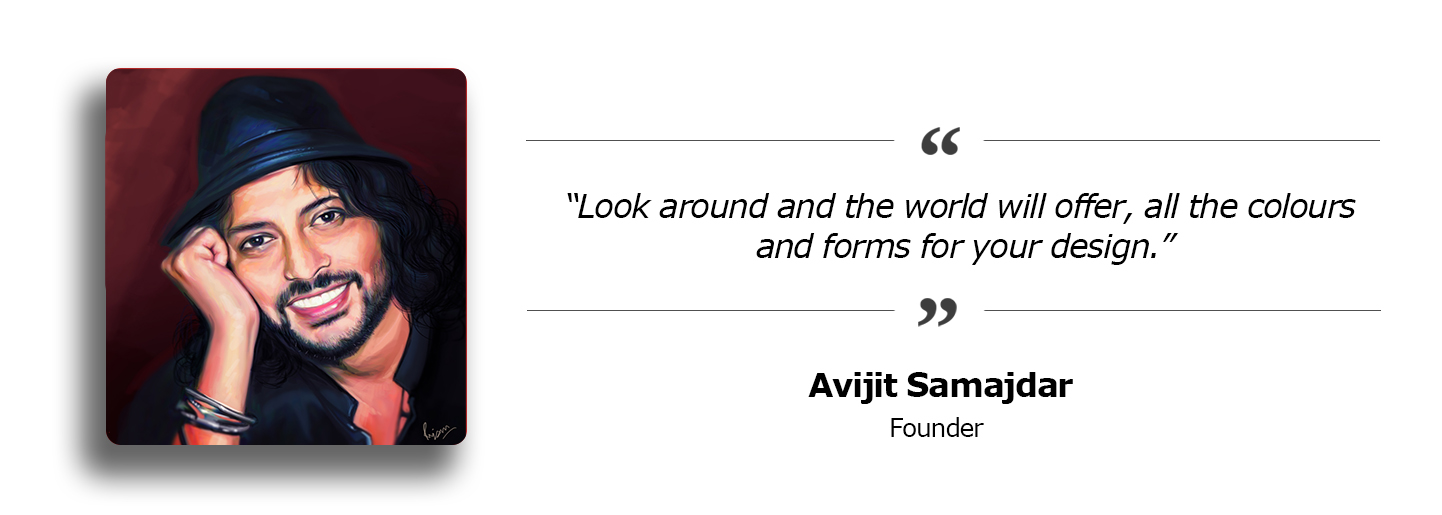 “
“Look around and the world will offer, all the colours
and forms for your design.”
”
Avijit Samajdar
Founder